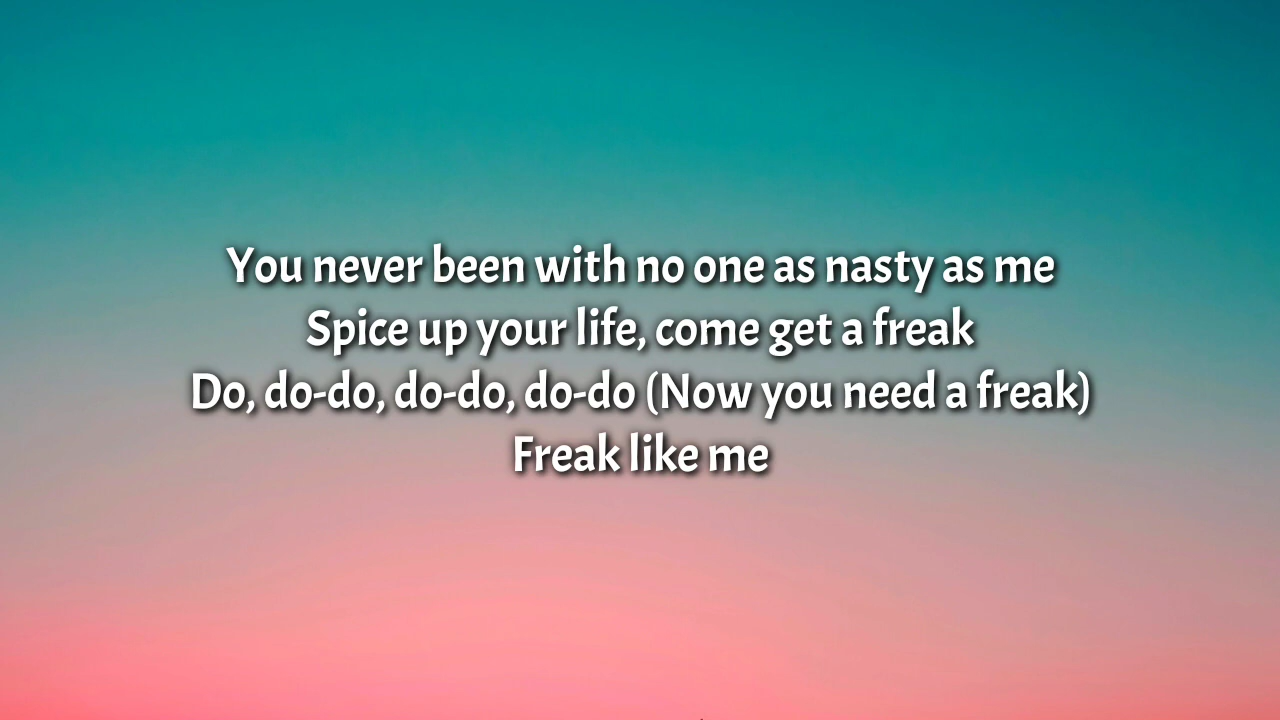 You never been with no one as nasty as me
Spice up your life, come get a freak
Do, do-do, do-do, do-do (Now you need a freak)
Freak like me